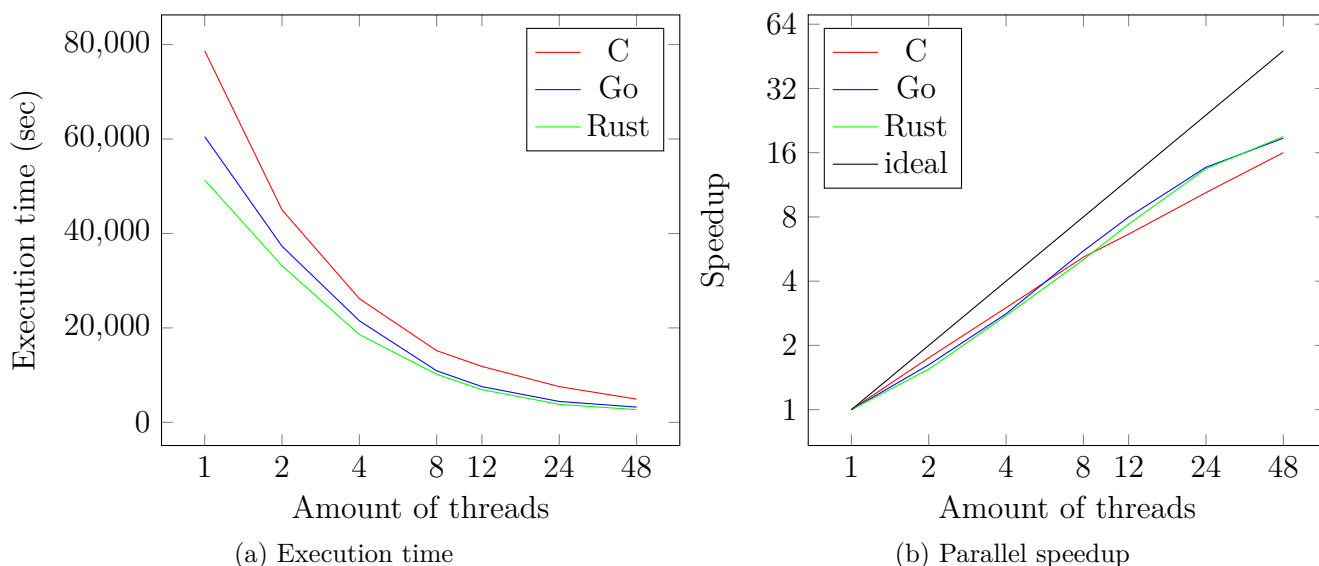 80,000
60,000
40,000
20,000
0
Execution time (sec)
C
Go
Rust
1 2 4 8 12 24 48
Amount of threads
(a) Execution time
64
32
16
8
4
2
1
Speedup
C
Go
Rust
ideal
1 2 4 8 12 24 48
Amount of threads
(b) Parallel speedup